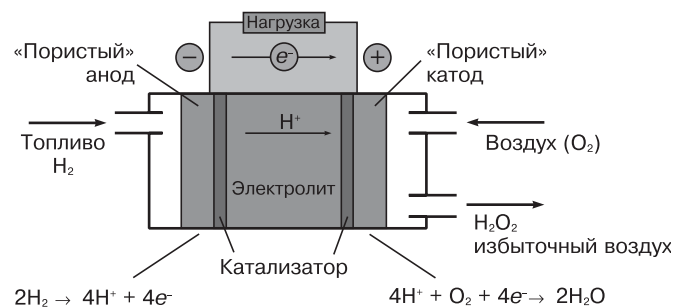 Нагрузка
«Пористый»
анод
−
e⁻
+
«Пористый»
катод
Топливо
H₂
H⁺
Воздух (O₂)
Электролит
H₂O₂
избыточный воздух
Катализатор
2H₂ → 4H⁺ + 4e⁻
4H⁺ + O₂ + 4e⁻→ 2H₂O